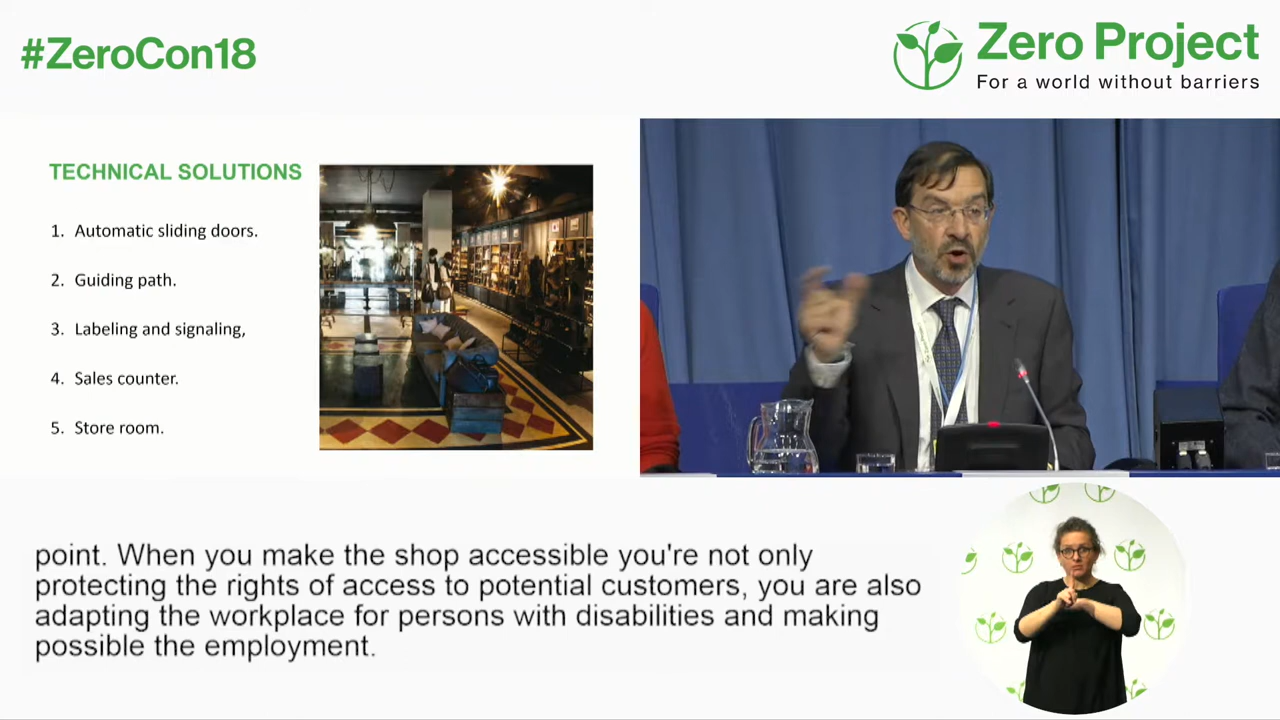 #ZeroCon18
Zero Project
For a world without barriers
TECHNICAL SOLUTIONS
1. Automatic sliding doors.
2. Guiding path.
3. Labeling and signaling,
4. Sales counter.
5. Store room.
point. When you make the shop accessible you're not only
protecting the rights of access to potential customers, you are also
adapting the workplace for persons with disabilities and making
possible the employment.